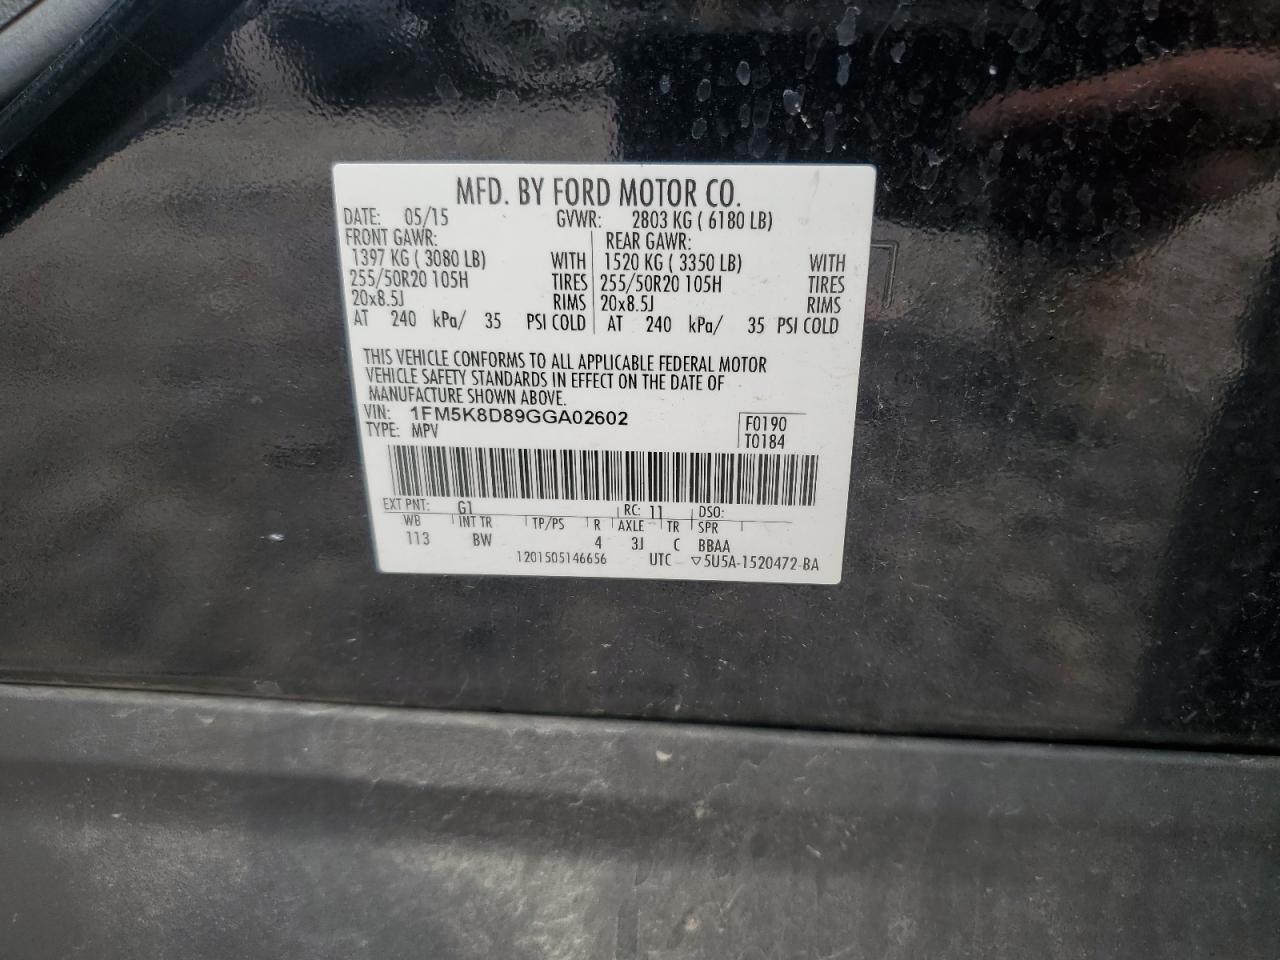 MFD. BY FORD MOTOR CO.
DATE: 05/15 GVWR: 2803 KG ( 6180 LB)
FRONT GAWR: REAR GAWR:
1397 KG ( 3080 LB) WITH 1520 KG ( 3350 LB) WITH
255/50R20 105H TIRES 255/50R20 105H TIRES
20x8.5J RIMS 20x8.5J RIMS
AT 240 kPa/ 35 PSI COLD AT 240 kPa/ 35 PSI COLD
THIS VEHICLE CONFORMS TO ALL APPLICABLE FEDERAL MOTOR
VEHICLE SAFETY STANDARDS IN EFFECT ON THE DATE OF
MANUFACTURE SHOWN ABOVE.
VIN: 1FM5K8D89GGA02602 F0190
TYPE: MPV T0184
EXT PNT: G1 RC: 11 DSO:
WB INT TR TP/PS R AXLE TR SPR
113 BW 4 3J C BBAA
1201505146656 UTC ▽5U5A-1520472-BA